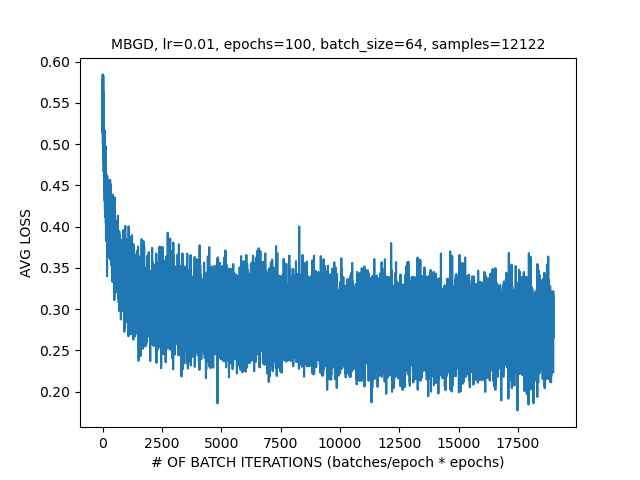 MBGD, lr=0.01, epochs=100, batch_size=64, samples=12122
0.60
0.55
0.50
0.45
0.40
0.35
0.30
0.25
0.20
AVG LOSS
0 2500 5000 7500 10000 12500 15000 17500
# OF BATCH ITERATIONS (batches/epoch * epochs)